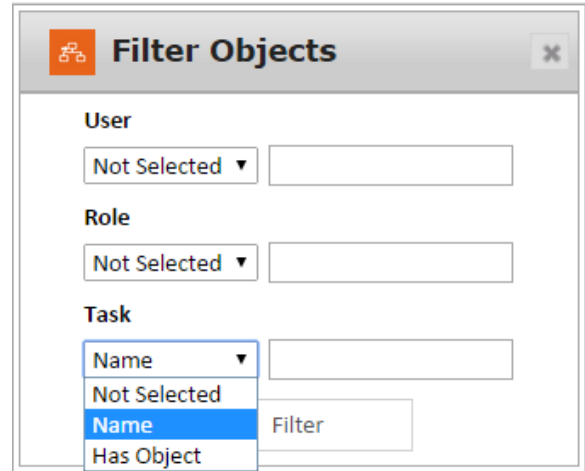 Filter Objects
User
Not Selected
Role
Not Selected
Task
Name
Not Selected
Name
Filter
Has Object